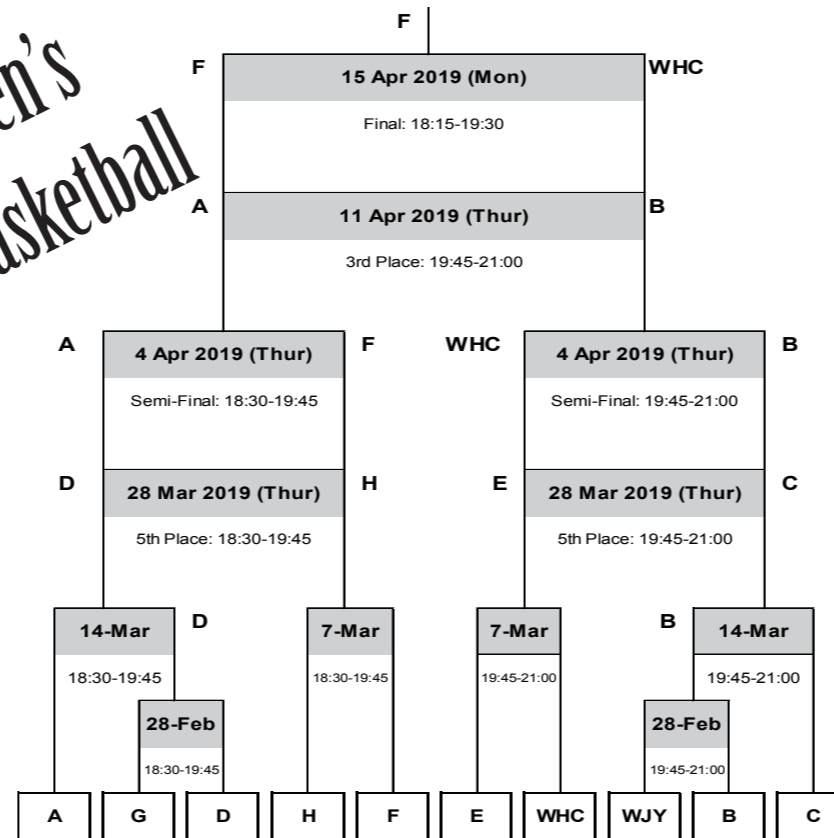 F
en's
asketball
F 15 Apr 2019 (Mon) WHC
Final: 18:15-19:30
A 11 Apr 2019 (Thur) B
3rd Place: 19:45-21:00
A 4 Apr 2019 (Thur) F WHC 4 Apr 2019 (Thur) B
Semi-Final: 18:30-19:45 Semi-Final: 19:45-21:00
D 28 Mar 2019 (Thur) H E 28 Mar 2019 (Thur) C
5th Place: 18:30-19:45 5th Place: 19:45-21:00
14-Mar D 7-Mar 7-Mar B 14-Mar
18:30-19:45 18:30-19:45 19:45-21:00 19:45-21:00
28-Feb 28-Feb
18:30-19:45 19:45-21:00
A G D H F E WHC WJY B C